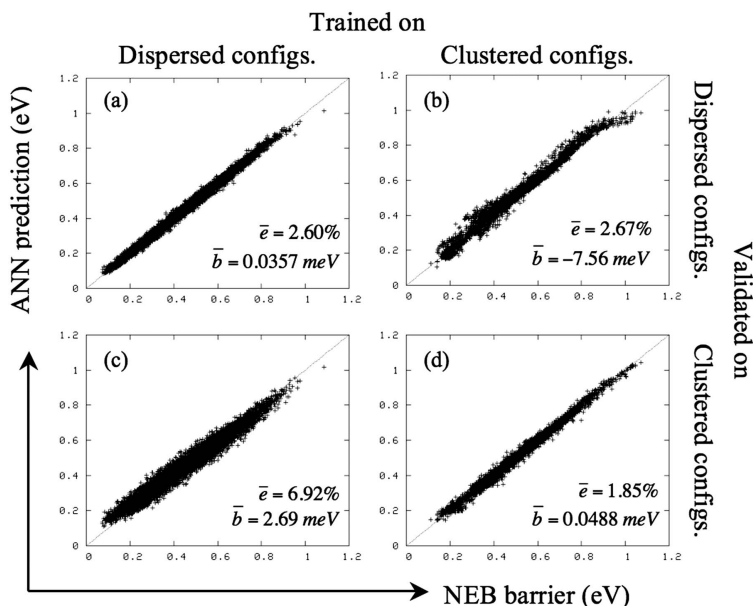 Trained on
Dispersed configs.
Clustered configs.
ANN prediction (eV)
Validated on
Dispersed configs.
Clustered configs.
(a)
1.2
1
0.8
0.6
0.4
0.2
0
0 0.2 0.4 0.6 0.8 1 1.2
e̅ = 2.60%
b̅ = 0.0357 meV
(b)
1.2
1
0.8
0.6
0.4
0.2
0
0 0.2 0.4 0.6 0.8 1 1.2
e̅ = 2.67%
b̅ = −7.56 meV
(c)
1.2
1
0.8
0.6
0.4
0.2
0
0 0.2 0.4 0.6 0.8 1 1.2
e̅ = 6.92%
b̅ = 2.69 meV
(d)
1.2
1
0.8
0.6
0.4
0.2
0
0 0.2 0.4 0.6 0.8 1 1.2
e̅ = 1.85%
b̅ = 0.0488 meV
NEB barrier (eV)